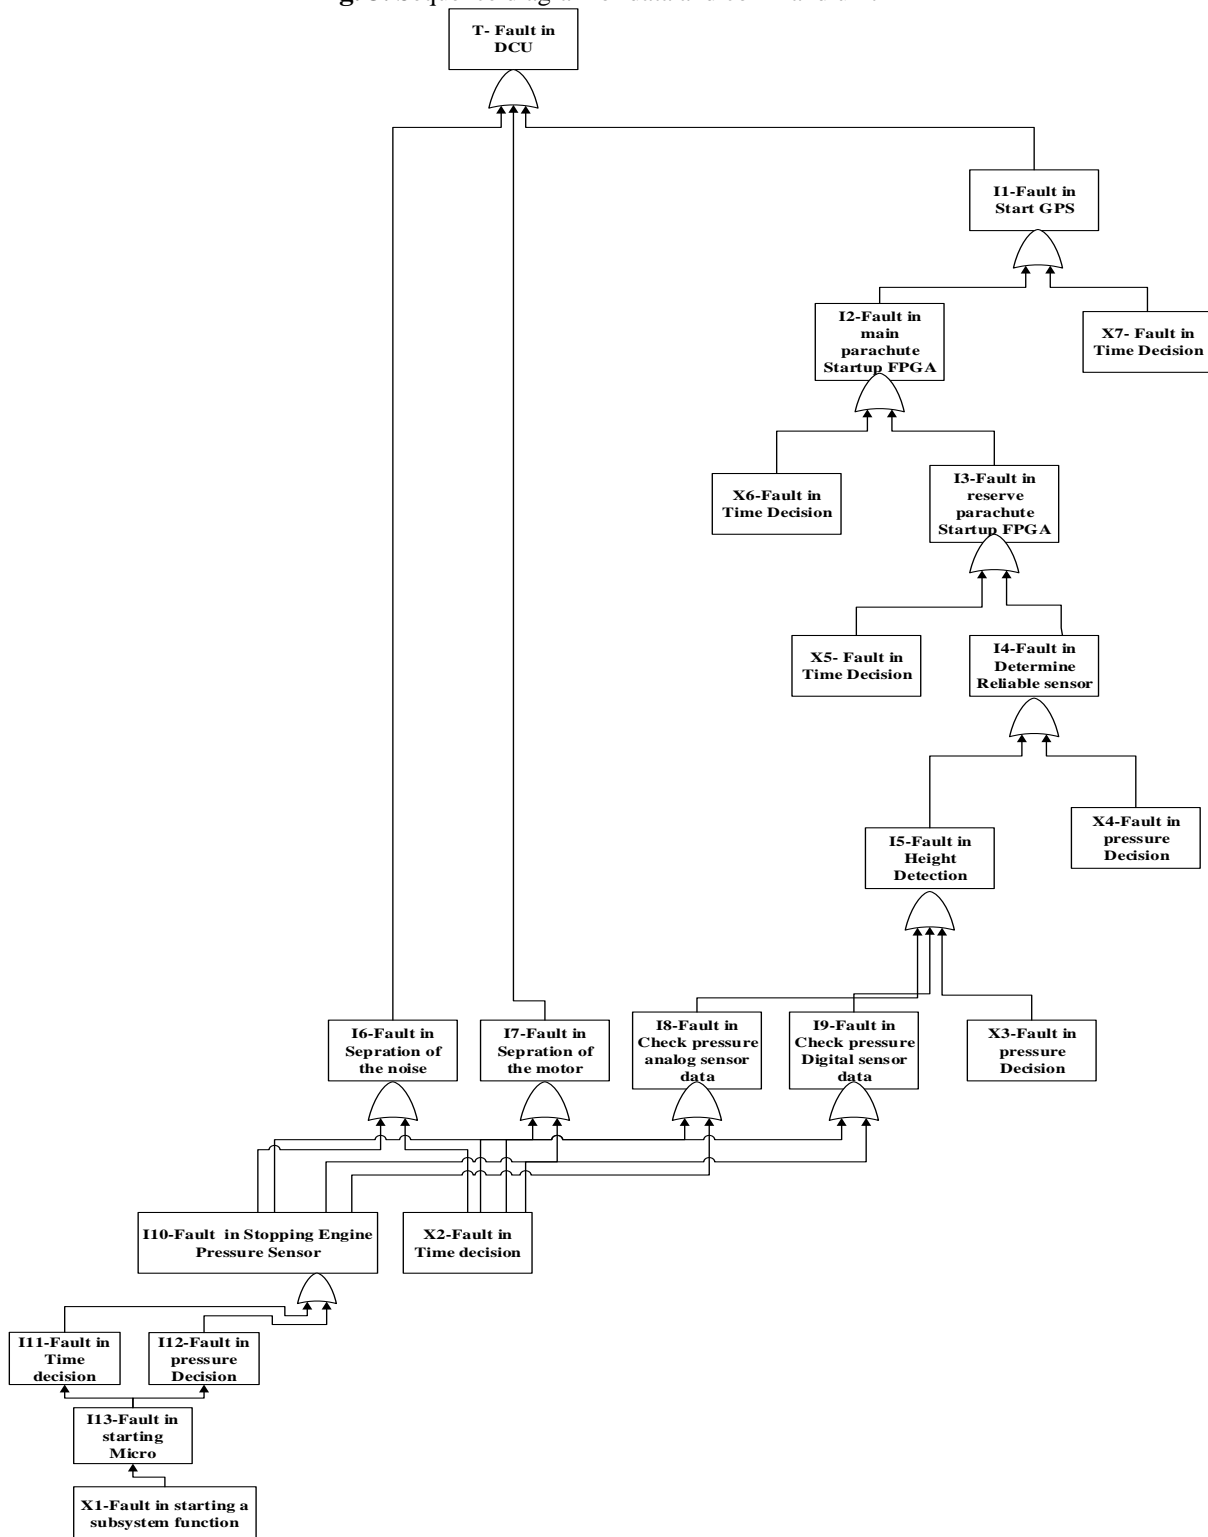 T- Fault in
DCU
I1-Fault in
Start GPS
I2-Fault in
main
parachute
Startup FPGA
X7- Fault in
Time Decision
X6-Fault in
Time Decision
I3-Fault in
reserve
parachute
Startup FPGA
X5- Fault in
Time Decision
I4-Fault in
Determine
Reliable sensor
X4-Fault in
pressure
Decision
I5-Fault in
Height
Detection
I6-Fault in
Sepration of
the noise
I7-Fault in
Sepration of
the motor
I8-Fault in
Check pressure
analog sensor
data
I9-Fault in
Check pressure
Digital sensor
data
X3-Fault in
pressure
Decision
I10-Fault in Stopping Engine
Pressure Sensor
X2-Fault in
Time decision
I11-Fault in
Time
decision
I12-Fault in
pressure
Decision
I13-Fault in
starting
Micro
X1-Fault in starting a
subsystem function